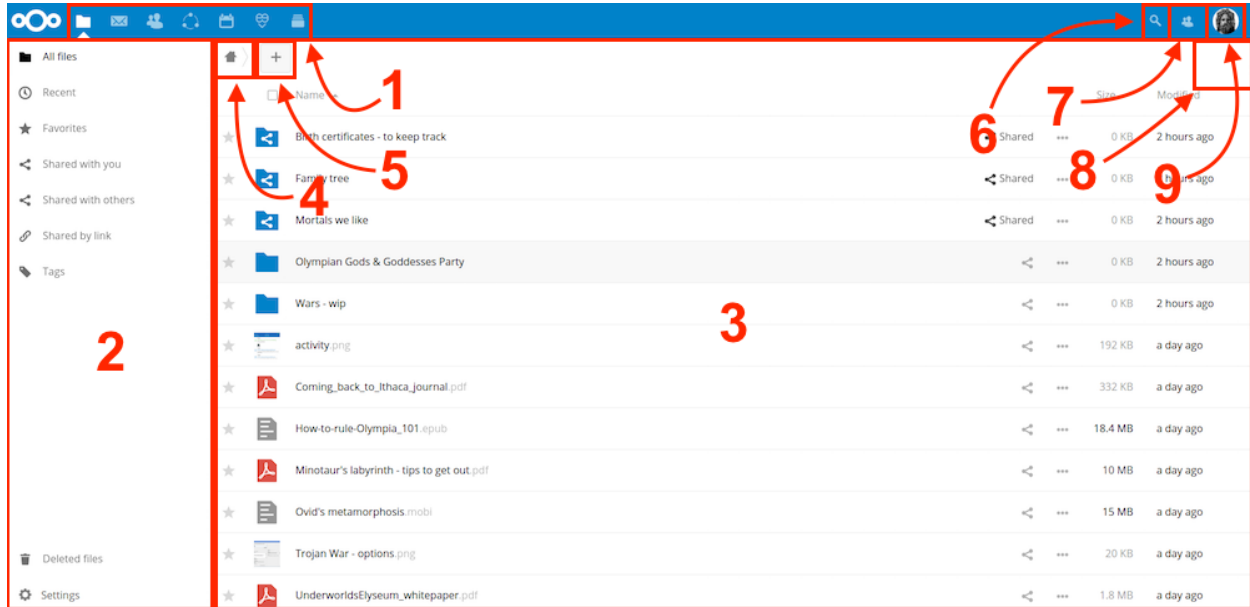 All files
Recent
Favorites
Shared with you
Shared with others
Shared by link
Tags
Deleted files
Settings
1
2
3
4
5
6
7
8
9
+
Name Size Modified
Birth certificates - to keep track Shared ... 0 KB 2 hours ago
Family tree Shared ... 0 KB 2 hours ago
Mortals we like Shared ... 0 KB 2 hours ago
Olympian Gods & Goddesses Party ... 0 KB 2 hours ago
Wars - wip ... 0 KB 2 hours ago
activity.png ... 192 KB a day ago
Coming_back_to_Ithaca_journal.pdf ... 332 KB a day ago
How-to-rule-Olympia_101.epub ... 18.4 MB a day ago
Minotaur's labyrinth - tips to get out.pdf ... 10 MB a day ago
Ovid's metamorphosis.mobi ... 15 MB a day ago
Trojan War - options.png ... 20 KB a day ago
UnderworldsElyseum_whitepaper.pdf ... 1.8 MB a day ago